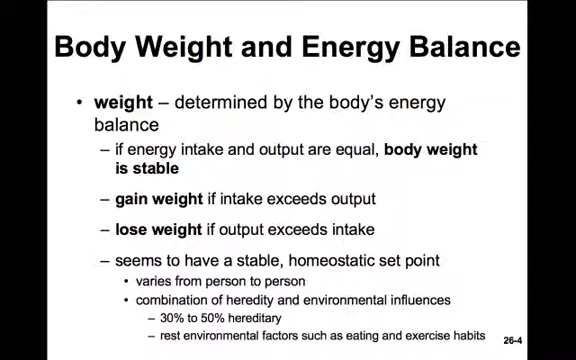 Body Weight and Energy Balance
• weight – determined by the body's energy
balance
– if energy intake and output are equal, body weight
is stable
– gain weight if intake exceeds output
– lose weight if output exceeds intake
– seems to have a stable, homeostatic set point
• varies from person to person
• combination of heredity and environmental influences
– 30% to 50% hereditary
– rest environmental factors such as eating and exercise habits
26-4